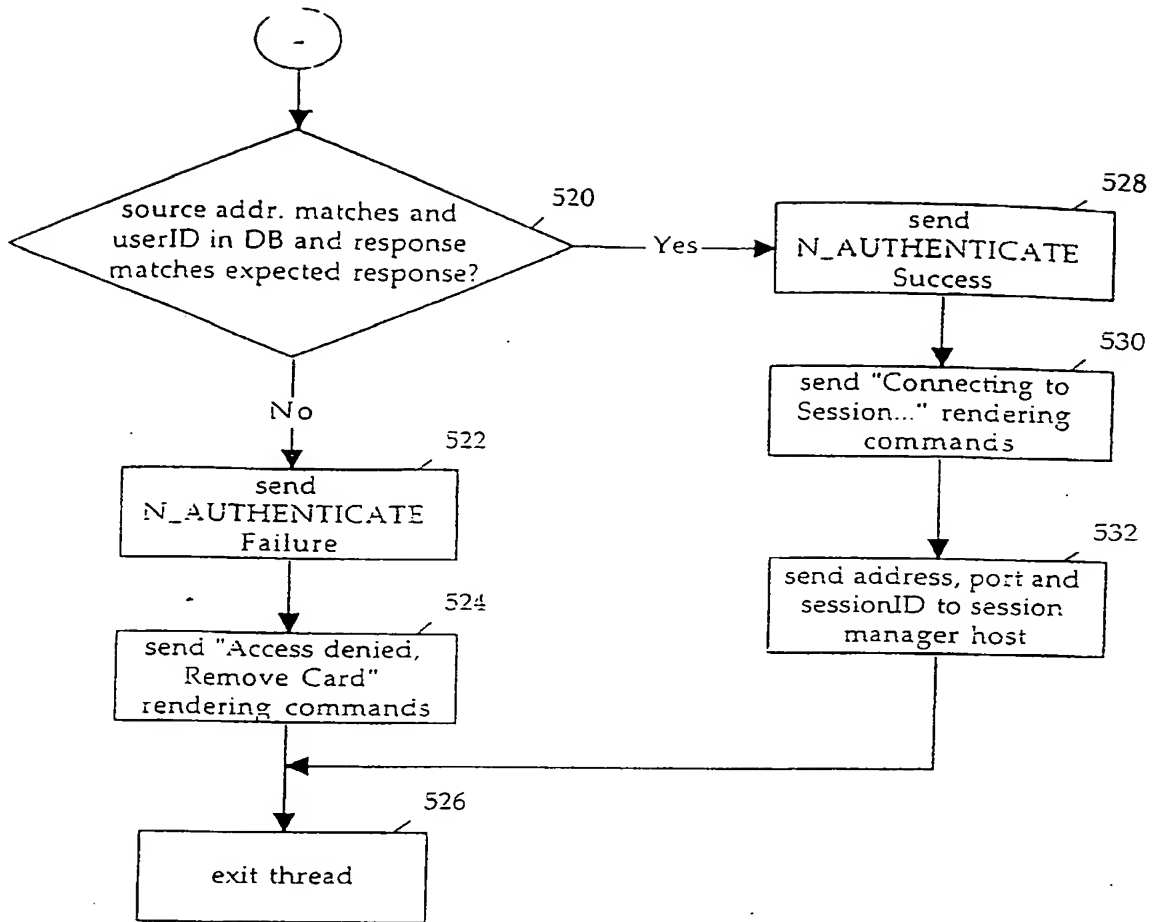 520
source addr. matches and
userID in DB and response
matches expected response?
Yes
528
send
N_AUTHENTICATE
Success
530
send "Connecting to
Session..." rendering
commands
532
send address, port and
sessionID to session
manager host
No
522
send
N_AUTHENTICATE
Failure
524
send "Access denied,
Remove Card"
rendering commands
526
exit thread